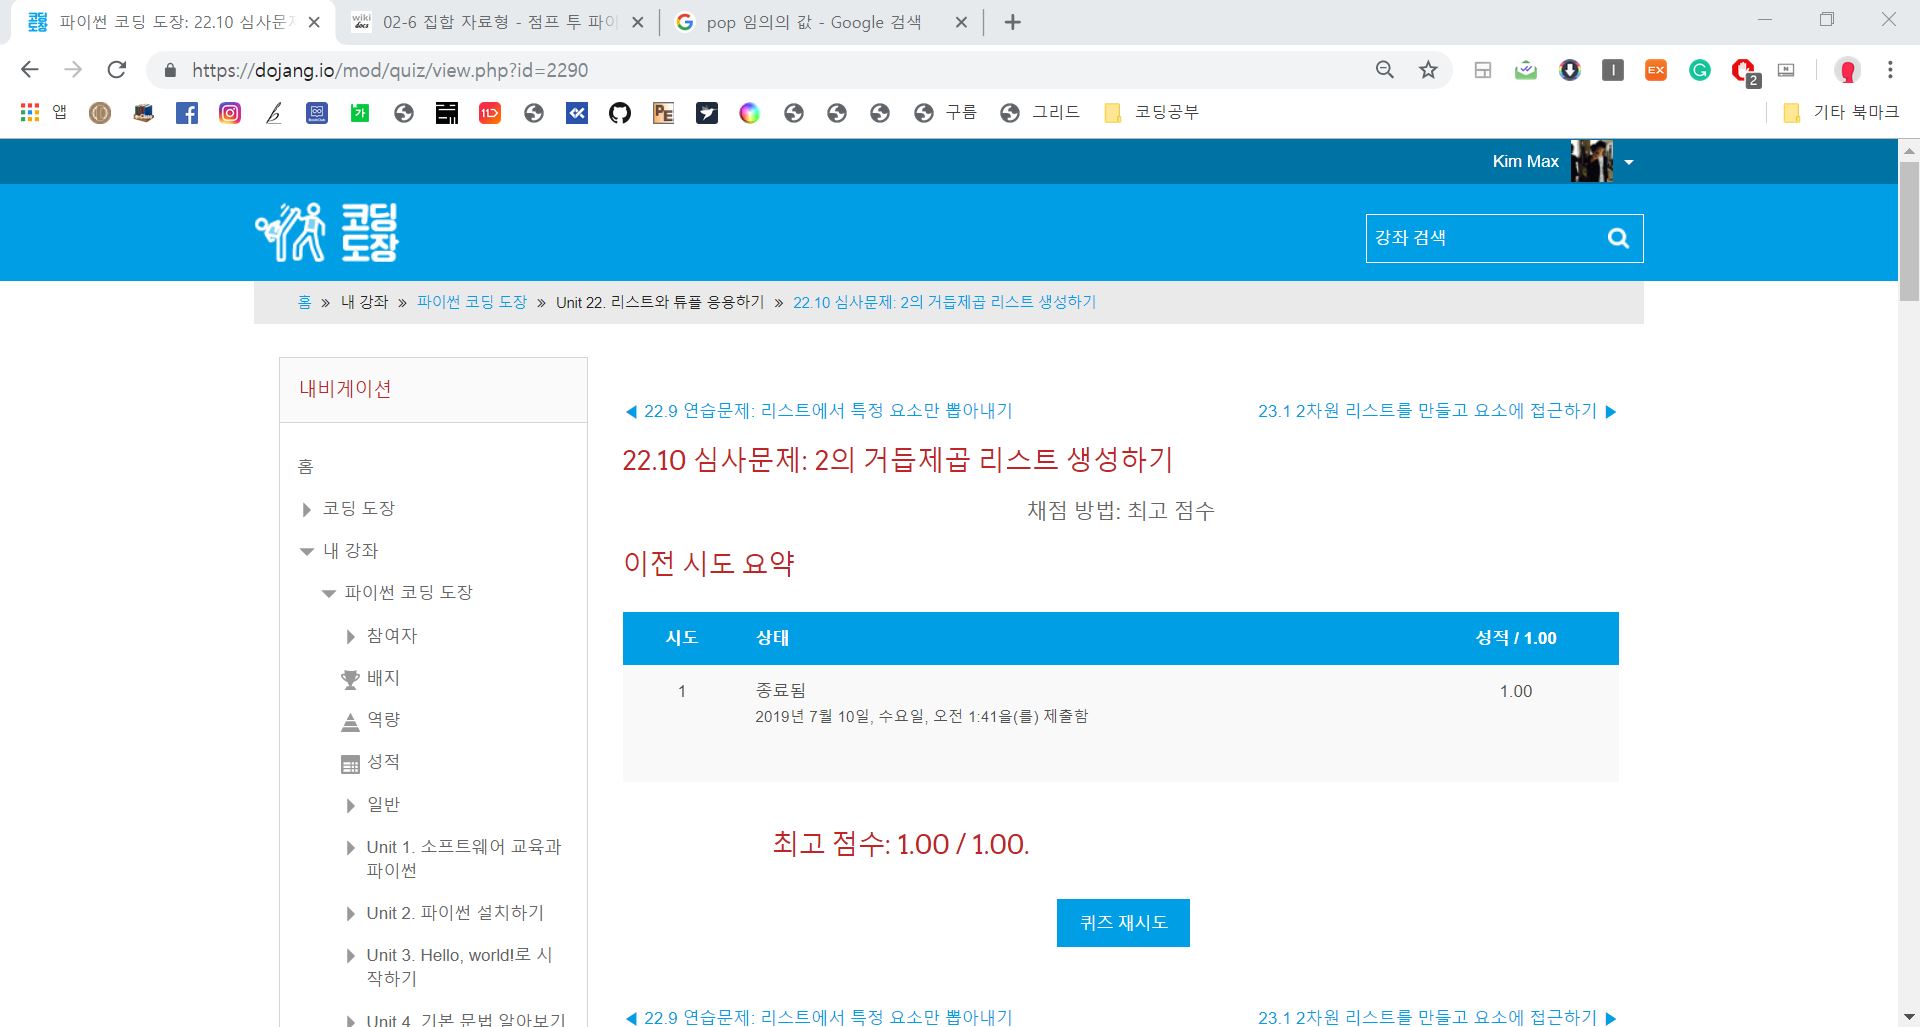 파이썬 코딩 도장: 22.10 심사문
02-6 집합 자료형 - 점프 투 파이
pop 임의의 값 - Google 검색
https://dojang.io/mod/quiz/view.php?id=2290
앱
구름
그리드
코딩공부
기타 북마크
Kim Max
코딩
도장
강좌 검색
홈 » 내 강좌 » 파이썬 코딩 도장 » Unit 22. 리스트와 튜플 응용하기 » 22.10 심사문제: 2의 거듭제곱 리스트 생성하기
내비게이션
홈
코딩 도장
내 강좌
파이썬 코딩 도장
참여자
배지
역량
성적
일반
Unit 1. 소프트웨어 교육과
파이썬
Unit 2. 파이썬 설치하기
Unit 3. Hello, world!로 시
작하기
Unit 4. 기본 문법 알아보기
◀ 22.9 연습문제: 리스트에서 특정 요소만 뽑아내기
23.1 2차원 리스트를 만들고 요소에 접근하기 ▶
22.10 심사문제: 2의 거듭제곱 리스트 생성하기
채점 방법: 최고 점수
이전 시도 요약
시도 상태 성적 / 1.00
1 종료됨 1.00
2019년 7월 10일, 수요일, 오전 1:41을(를) 제출함
최고 점수: 1.00 / 1.00.
퀴즈 재시도
◀ 22.9 연습문제: 리스트에서 특정 요소만 뽑아내기
23.1 2차원 리스트를 만들고 요소에 접근하기 ▶